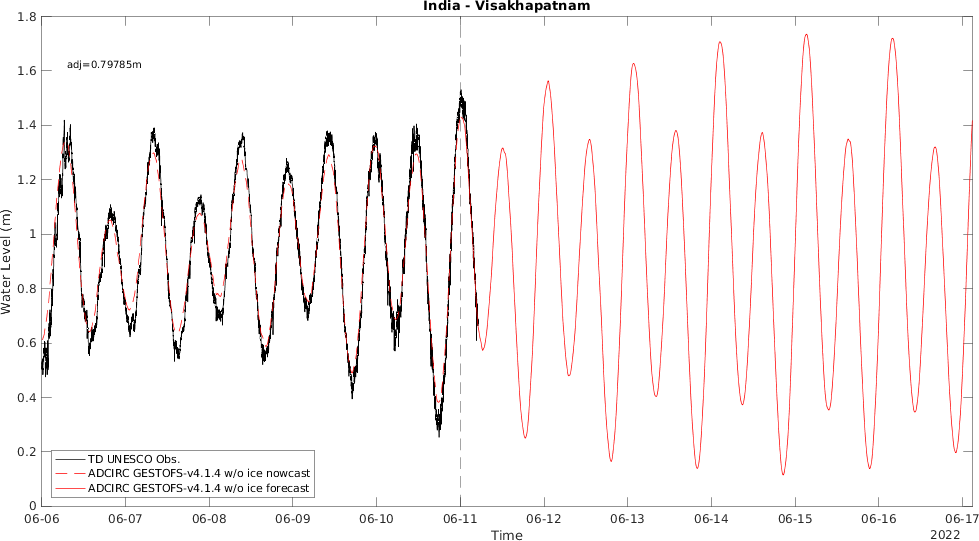 India - Visakhapatnam
adj=0.79785m
1.8
1.6
1.4
1.2
1
0.8
0.6
0.4
0.2
0
Water Level (m)
TD UNESCO Obs.
ADCIRC GESTOFS-v4.1.4 w/o ice nowcast
ADCIRC GESTOFS-v4.1.4 w/o ice forecast
06-06 06-07 06-08 06-09 06-10 06-11 06-12 06-13 06-14 06-15 06-16 06-17
Time
2022